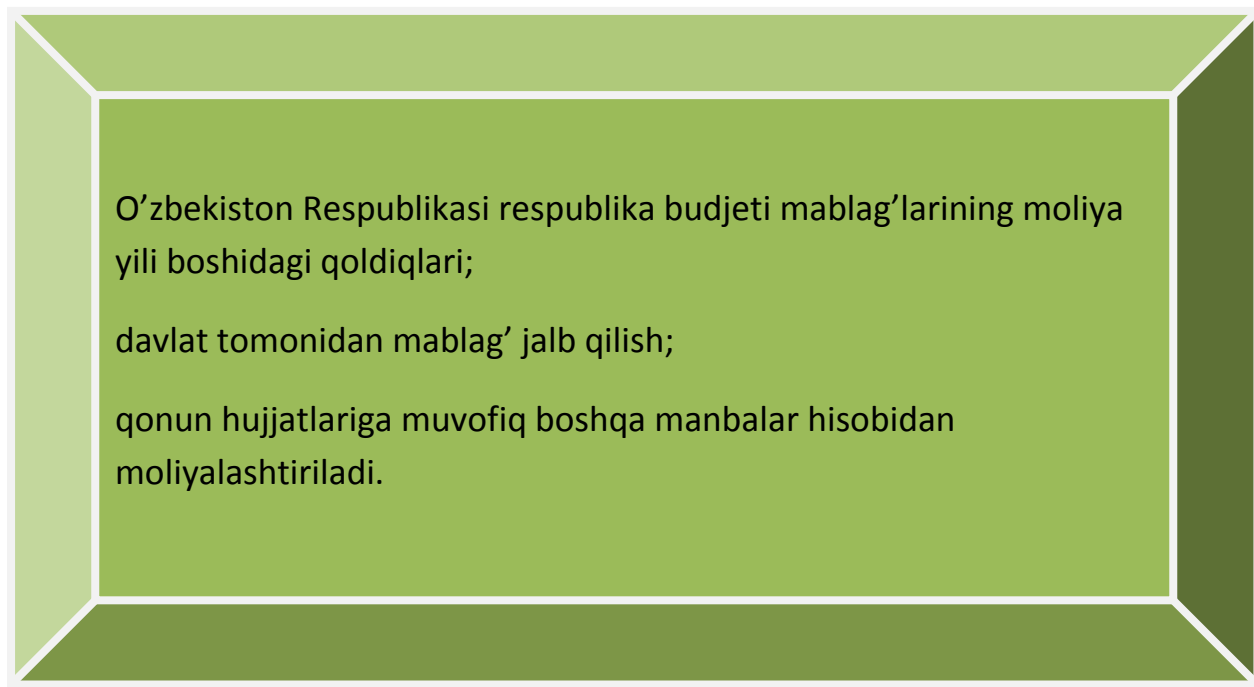 O’zbekiston Respublikasi respublika budjeti mablag’larining moliya
yili boshidagi qoldiqlari;
davlat tomonidan mablag’ jalb qilish;
qonun hujjatlariga muvofiq boshqa manbalar hisobidan
moliyalashtiriladi.